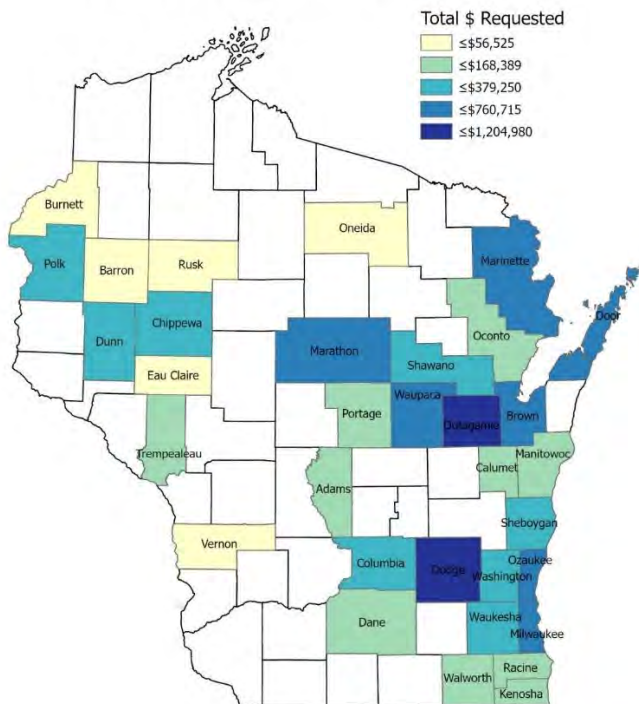 Total $ Requested
≤$56,525
≤$168,389
≤$379,250
≤$760,715
≤$1,204,980
Burnett
Oneida
Polk
Barron
Rusk
Marinette
Door
Chippewa
Dunn
Oconto
Marathon
Shawano
Eau Claire
Waupaca
Portage
Outagamie
Brown
Trempealeau
Manitowoc
Calumet
Adams
Sheboygan
Vernon
Columbia
Dodge
Ozaukee
Washington
Dane
Waukesha
Milwaukee
Walworth
Racine
Kenosha